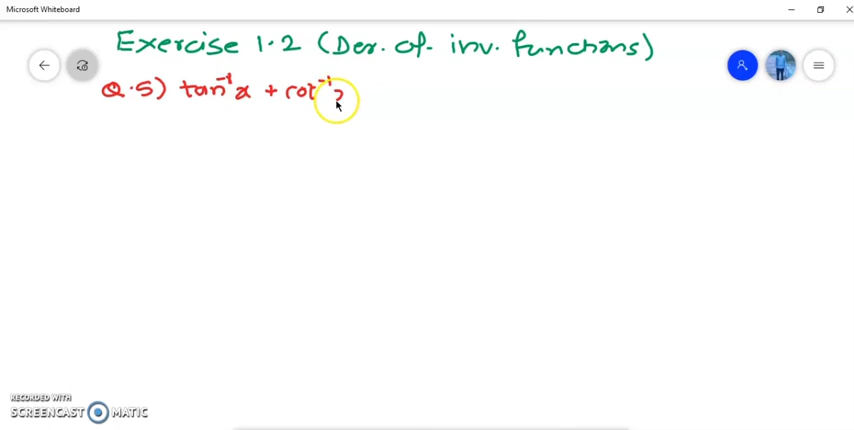 Microsoft Whiteboard
Exercise 1.2 (Der. of. inv. functions)
Q.5) tan⁻¹x + cot⁻¹
RECORDED WITH
SCREENCAST MATIC